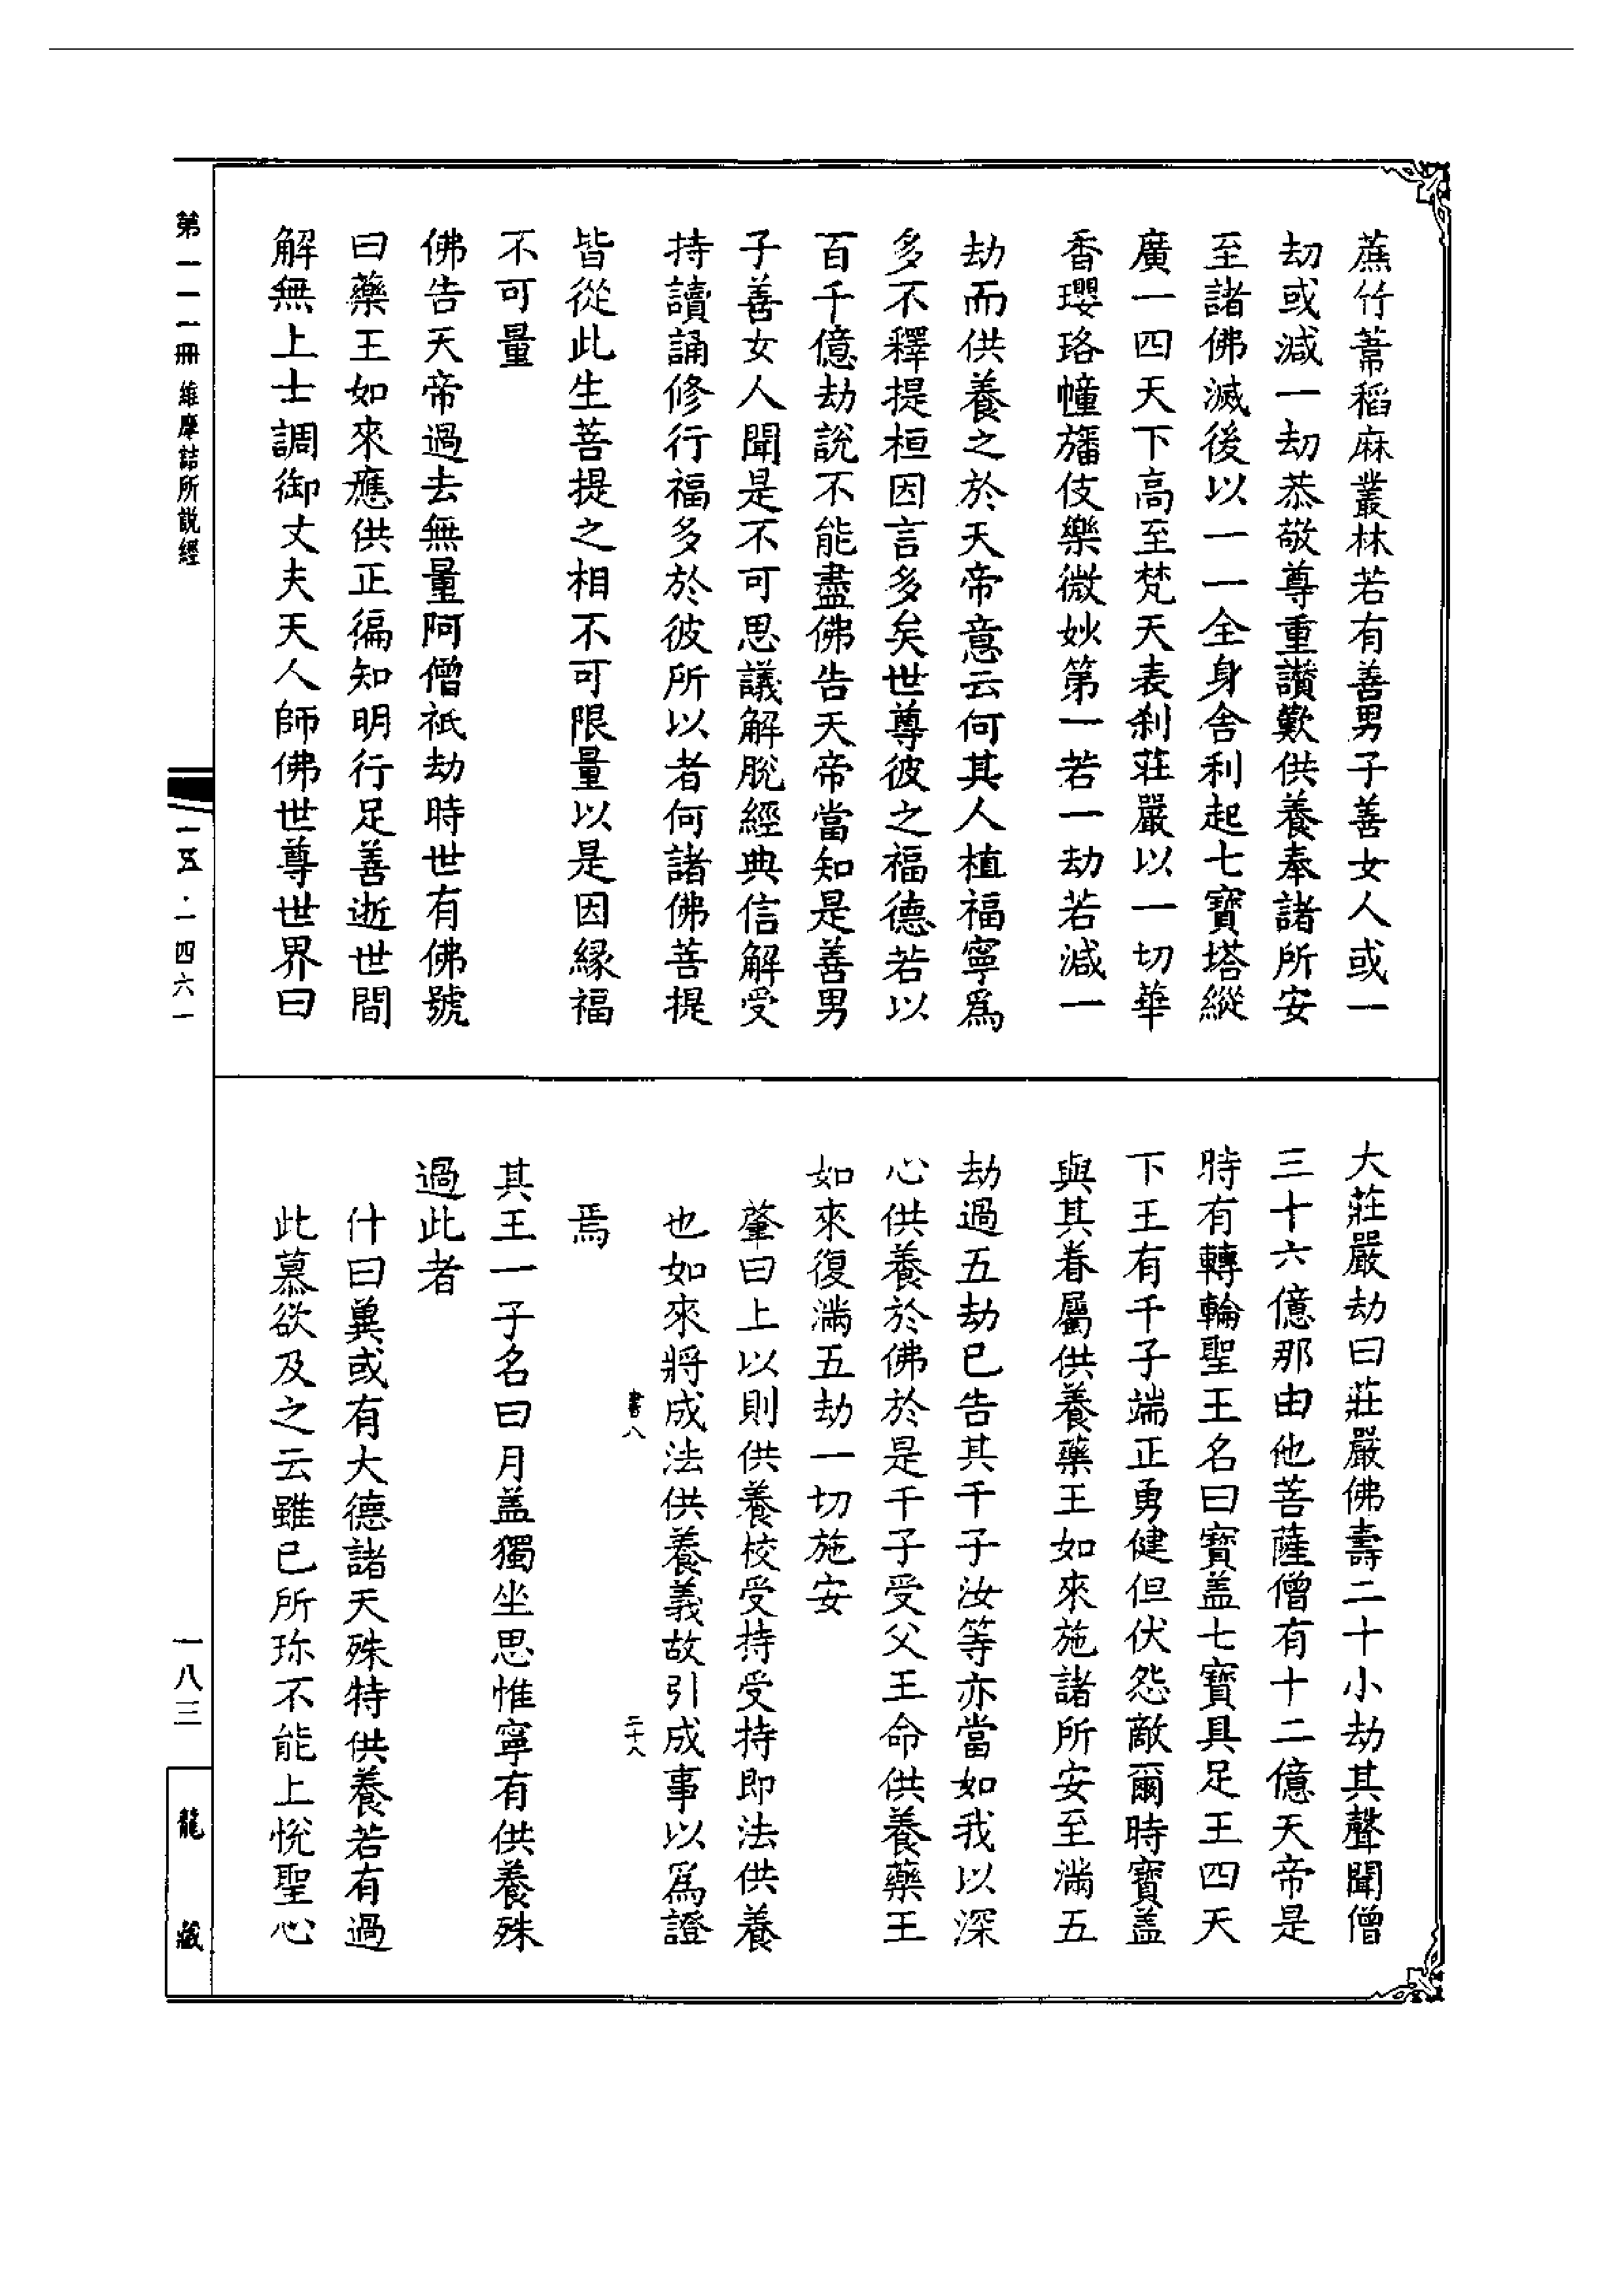 蕉竹葦稻麻叢林若有善男子善女人或一
劫或減一劫恭敬尊重讚歎供養奉諸所安
至諸佛滅後以一一全身舍利起七寶塔縱
廣一四天下高至梵天表刹莊嚴以一切華
香瓔珞幢旛伎樂微妙第一若一劫若減一
劫而供養之於天帝意云何其人植福寧爲
多不釋提桓因言多矣世尊彼之福德若以
百千億劫說不能盡佛告天帝當知是善男
子善女人聞是不可思議解脫經典信解受
持讀誦修行福多於彼所以者何諸佛菩提
皆從此生菩提之相不可限量以是因緣福
不可量
佛告天帝過去無量阿僧祇劫時世有佛號
曰藥王如來應供正徧知明行足善逝世間
解無上士調御丈夫天人師佛世尊世界曰
大莊嚴劫曰莊嚴佛壽二十小劫其聲聞僧
三十六億那由他菩薩僧有十二億天帝是
時有轉輪聖王名曰寶盖七寶具足王四天
下王有千子端正勇健但伏怨敵爾時寶盖
與其眷屬供養藥王如來施諸所安至滿五
劫過五劫已告其千子汝等亦當如我以深
心供養於佛於是千子受父王命供養藥王
如來復滿五劫一切施安
肇曰上以則供養校受持受持即法供養
也如來將成法供養義故引成事以爲證
書八 二十八
焉
其王一子名曰月盖獨坐思惟寧有供養殊
過此者
什曰冀或有大德諸天殊特供養若有過
此慕欲及之云雖已所珎不能上悅聖心
第一一一冊 維摩詰所說經
一五·一四六一
一八三
龍藏